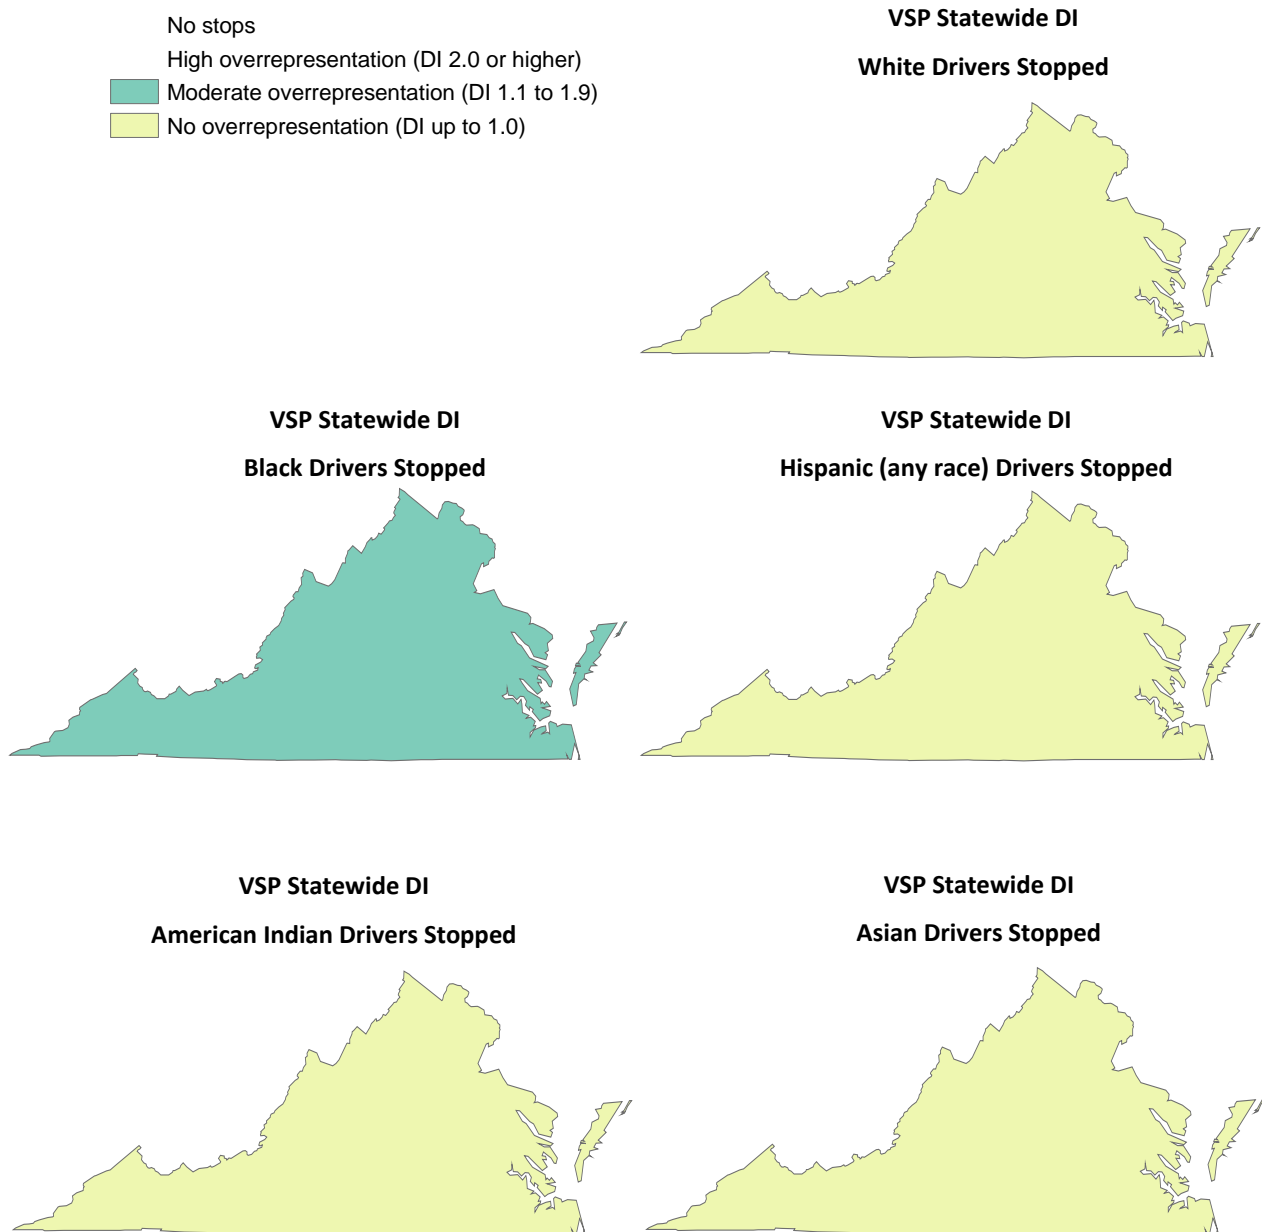 No stops
High overrepresentation (DI 2.0 or higher)
Moderate overrepresentation (DI 1.1 to 1.9)
No overrepresentation (DI up to 1.0)
VSP Statewide DI
White Drivers Stopped
VSP Statewide DI
Black Drivers Stopped
VSP Statewide DI
Hispanic (any race) Drivers Stopped
VSP Statewide DI
American Indian Drivers Stopped
VSP Statewide DI
Asian Drivers Stopped